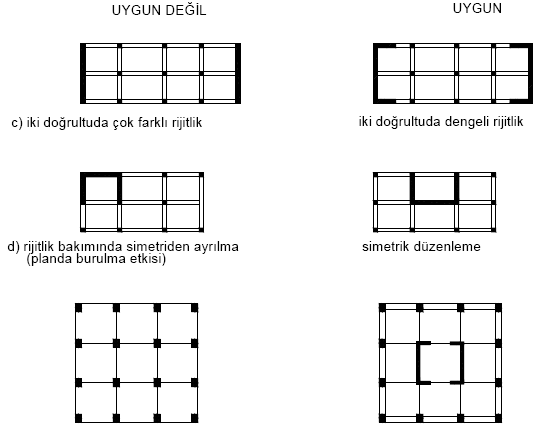 UYGUN DEĞİL
UYGUN
c) iki doğrultuda çok farklı rijitlik
iki doğrultuda dengeli rijitlik
d) rijitlik bakımında simetriden ayrılma
(planda burulma etkisi)
simetrik düzenleme